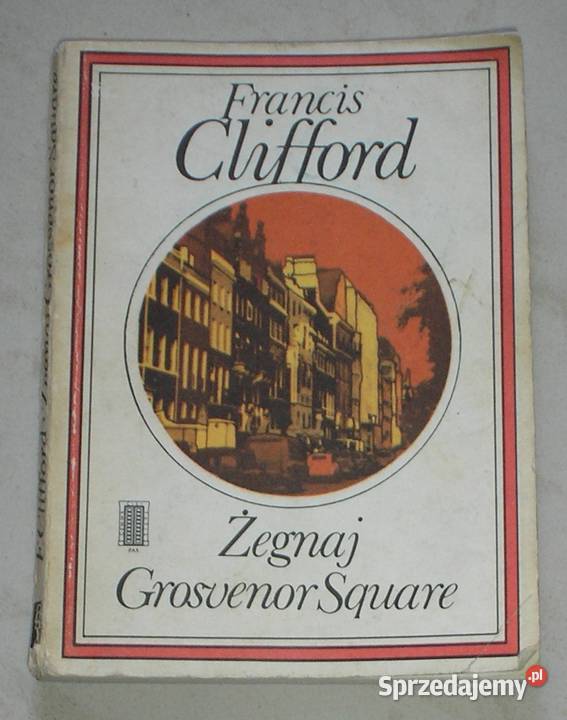 Francis
Clifford
Żegnaj
Grosvenor Square
PAX
F. Clifford Żegnaj Grosvenor Square
Sprzedajemy.pl